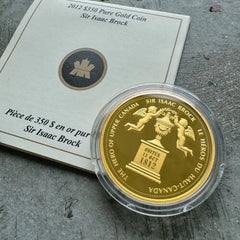 2012 $350 Pure Gold Coin
Sir Isaac Brock
Pièce de 350 $ en or pur
Sir Isaac Brock
THE HERO OF UPPER CANADA SIR ISAAC BROCK LE HÉROS DU HAUT-CANADA
1812